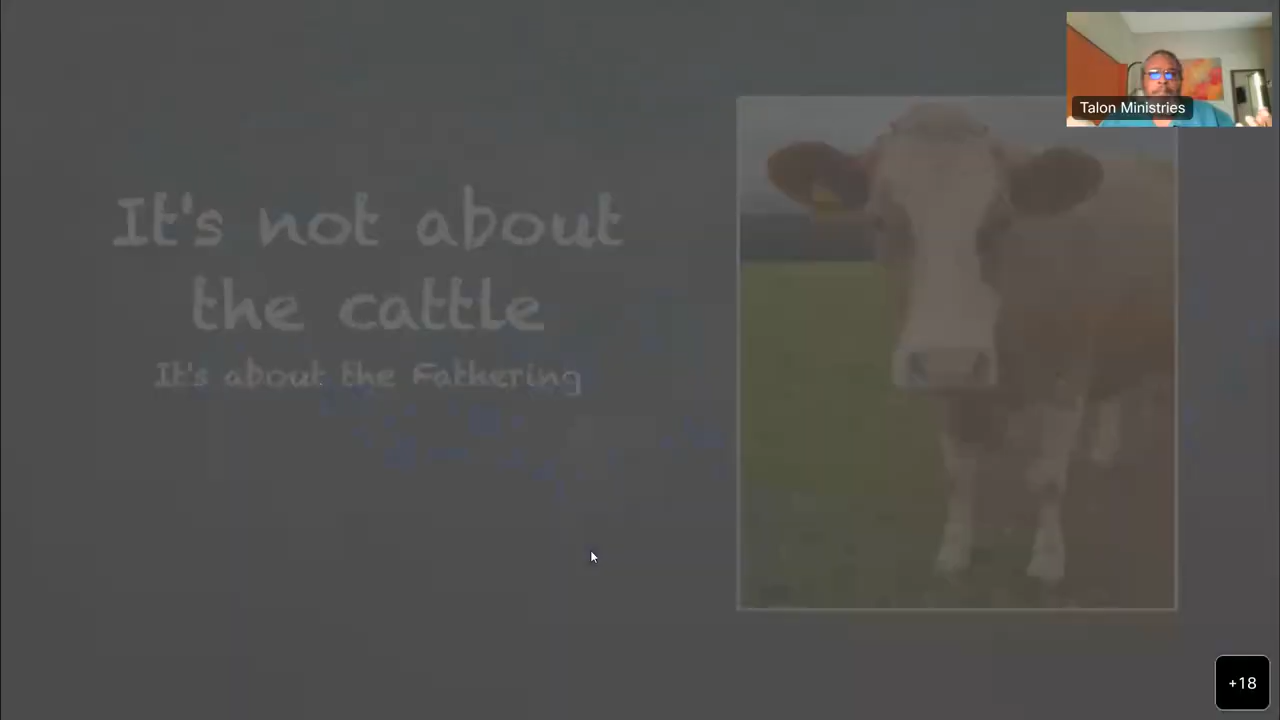 Talon Ministries
It's not about
the cattle
It's about the Fathering
+18